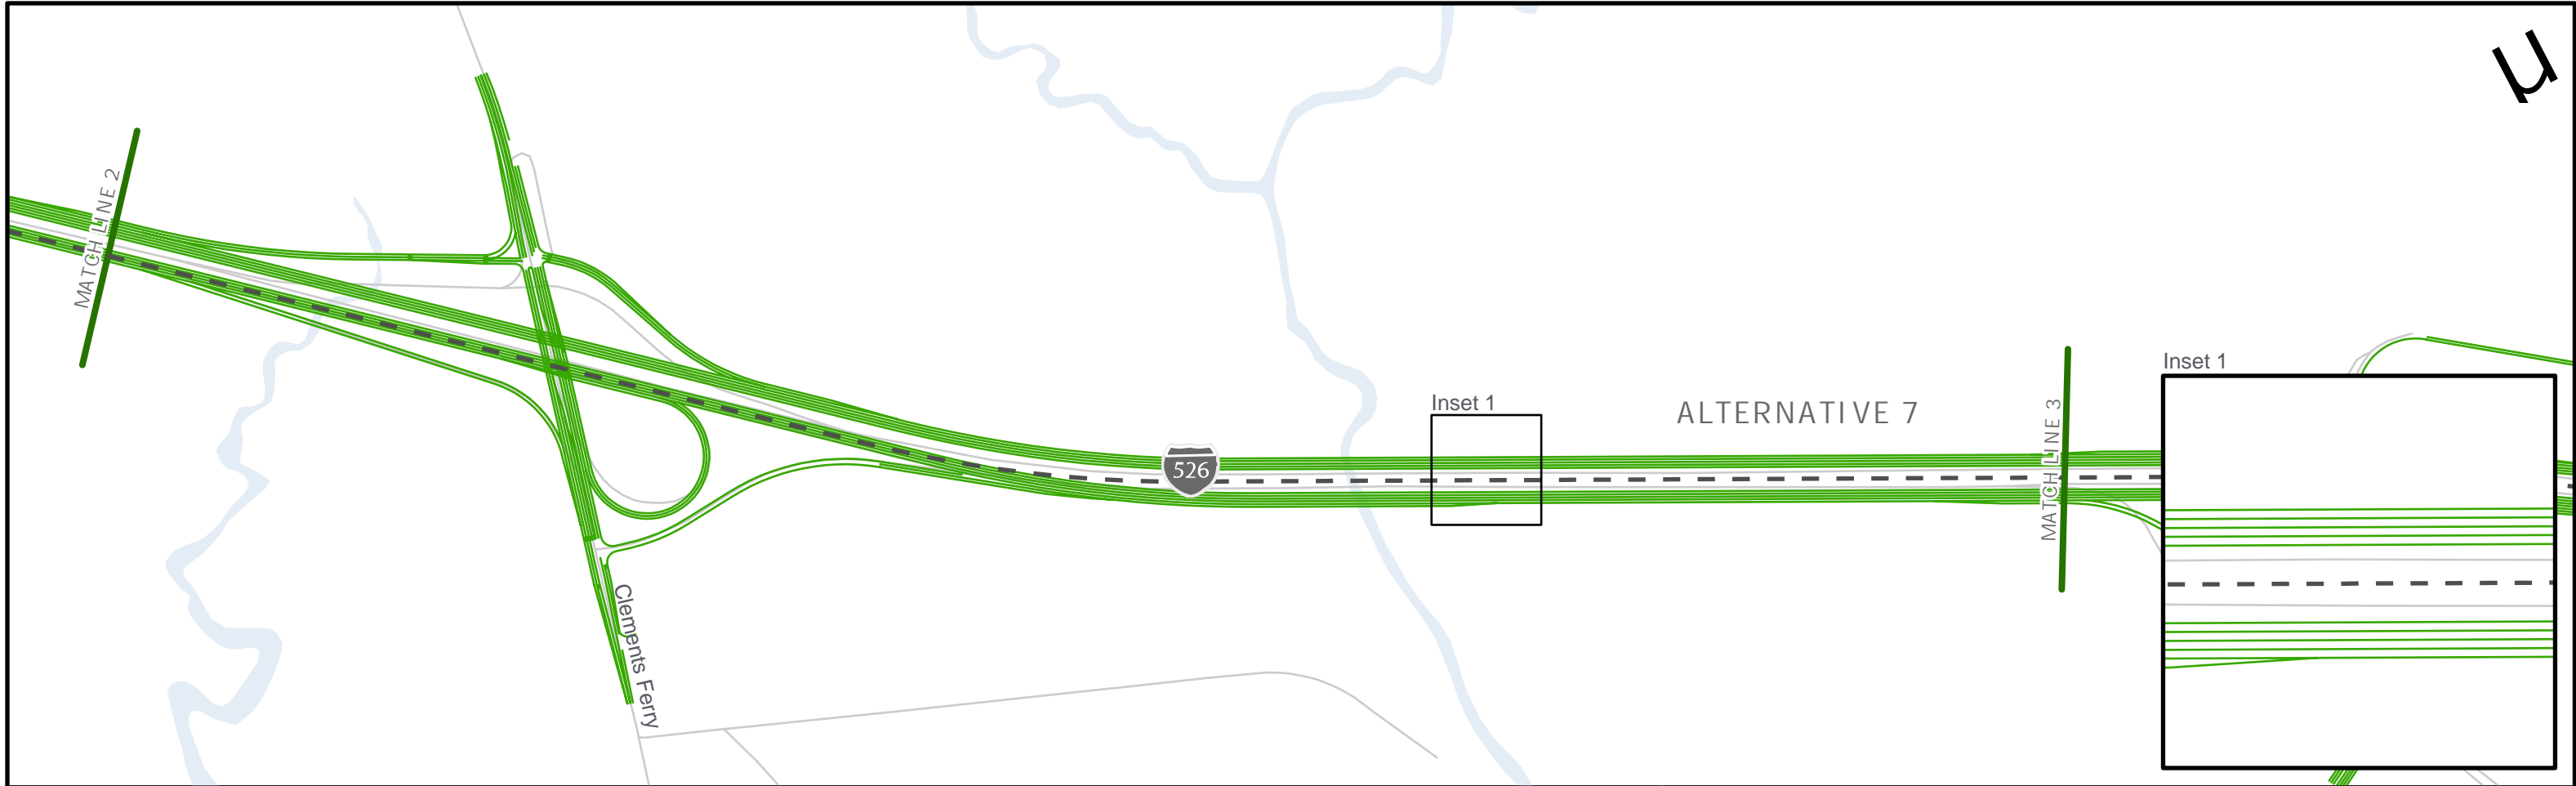 µ
MATCH LINE 2
Inset 1
Inset 1
ALTERNATIVE 7
MATCH LINE 3
526
Clements Ferry